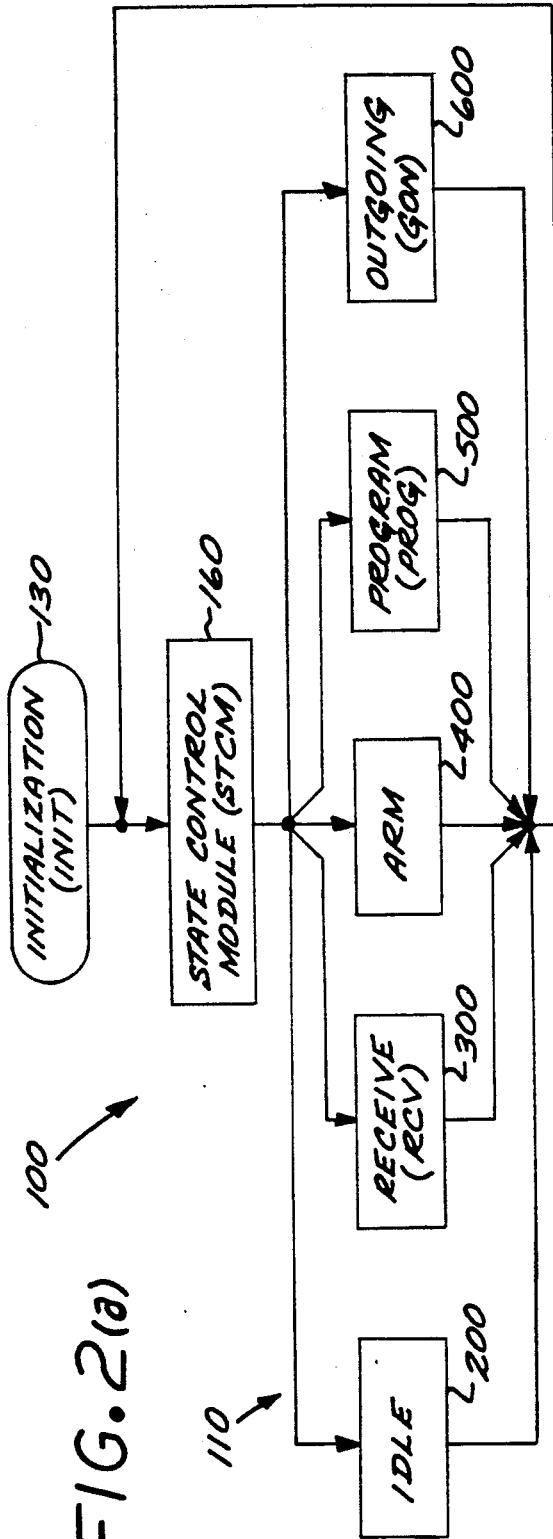 FIG. 2(a)
100
INITIALIZATION
(INIT)
130
STATE CONTROL
MODULE (STCM)
160
110
IDLE
200
RECEIVE
(RCV)
300
ARM
400
PROGRAM
(PROG)
500
OUTGOING
(GON)
600